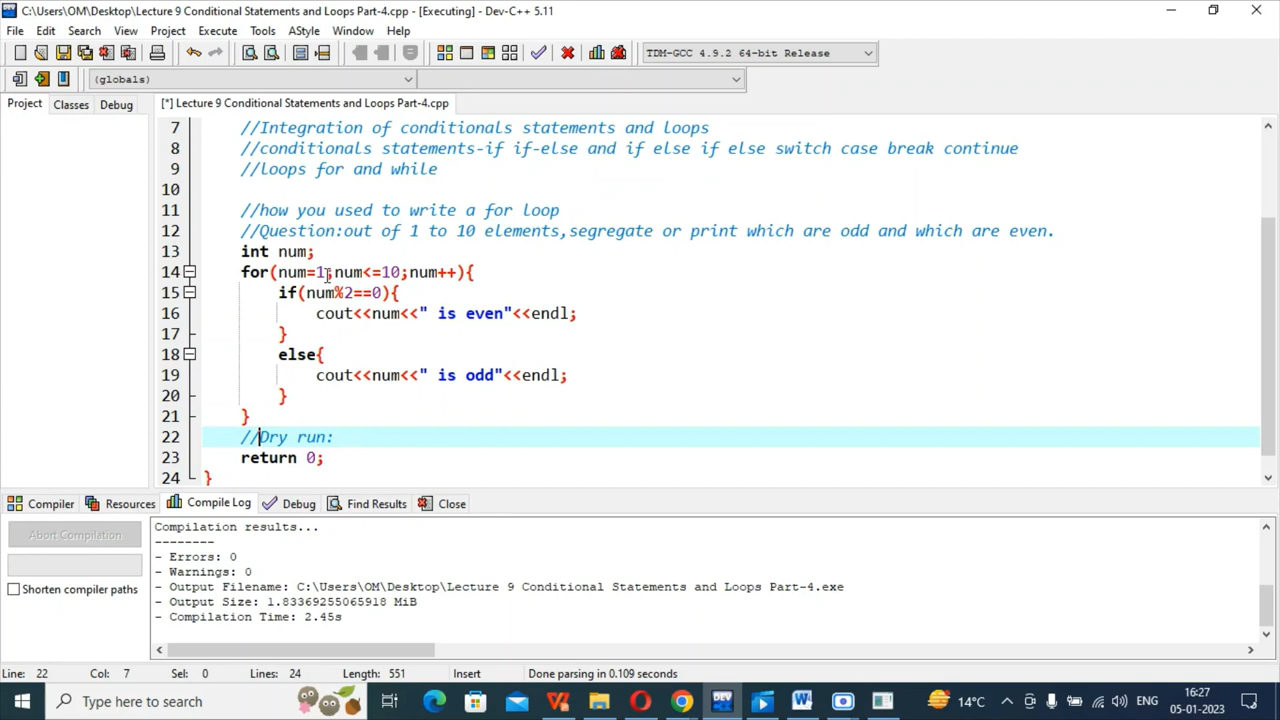 C:\Users\OM\Desktop\Lecture 9 Conditional Statements and Loops Part-4.cpp - [Executing] - Dev-C++ 5.11
File Edit Search View Project Execute Tools AStyle Window Help
TDM-GCC 4.9.2 64-bit Release
(globals)
Project Classes Debug [*] Lecture 9 Conditional Statements and Loops Part-4.cpp
7 //Integration of conditionals statements and loops
8 //conditionals statements-if if-else and if else if else switch case break continue
9 //loops for and while
10
11 //how you used to write a for loop
12 //Question:out of 1 to 10 elements,segregate or print which are odd and which are even.
13 int num;
14 for(num=1;num<=10;num++){
15 if(num%2==0){
16 cout<<num<<" is even"<<endl;
17 }
18 else{
19 cout<<num<<" is odd"<<endl;
20 }
21 }
22 //Dry run:
23 return 0;
24 }
Compiler Resources Compile Log Debug Find Results Close
Abort Compilation
Shorten compiler paths
Compilation results...
--------
- Errors: 0
- Warnings: 0
- Output Filename: C:\Users\OM\Desktop\Lecture 9 Conditional Statements and Loops Part-4.exe
- Output Size: 1.83369255065918 MiB
- Compilation Time: 2.45s
Line: 22 Col: 7 Sel: 0 Lines: 24 Length: 551 Insert Done parsing in 0.109 seconds
Type here to search
14°C ENG 16:27
05-01-2023